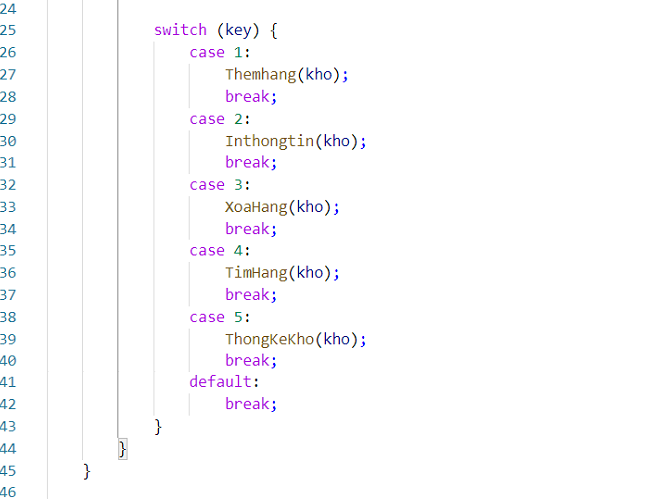 24
25 switch (key) {
26 case 1:
27 Themhang(kho);
28 break;
29 case 2:
30 Inthongtin(kho);
31 break;
32 case 3:
33 XoaHang(kho);
34 break;
35 case 4:
36 TimHang(kho);
37 break;
38 case 5:
39 ThongKeKho(kho);
40 break;
41 default:
42 break;
43 }
44 }
45 }
46